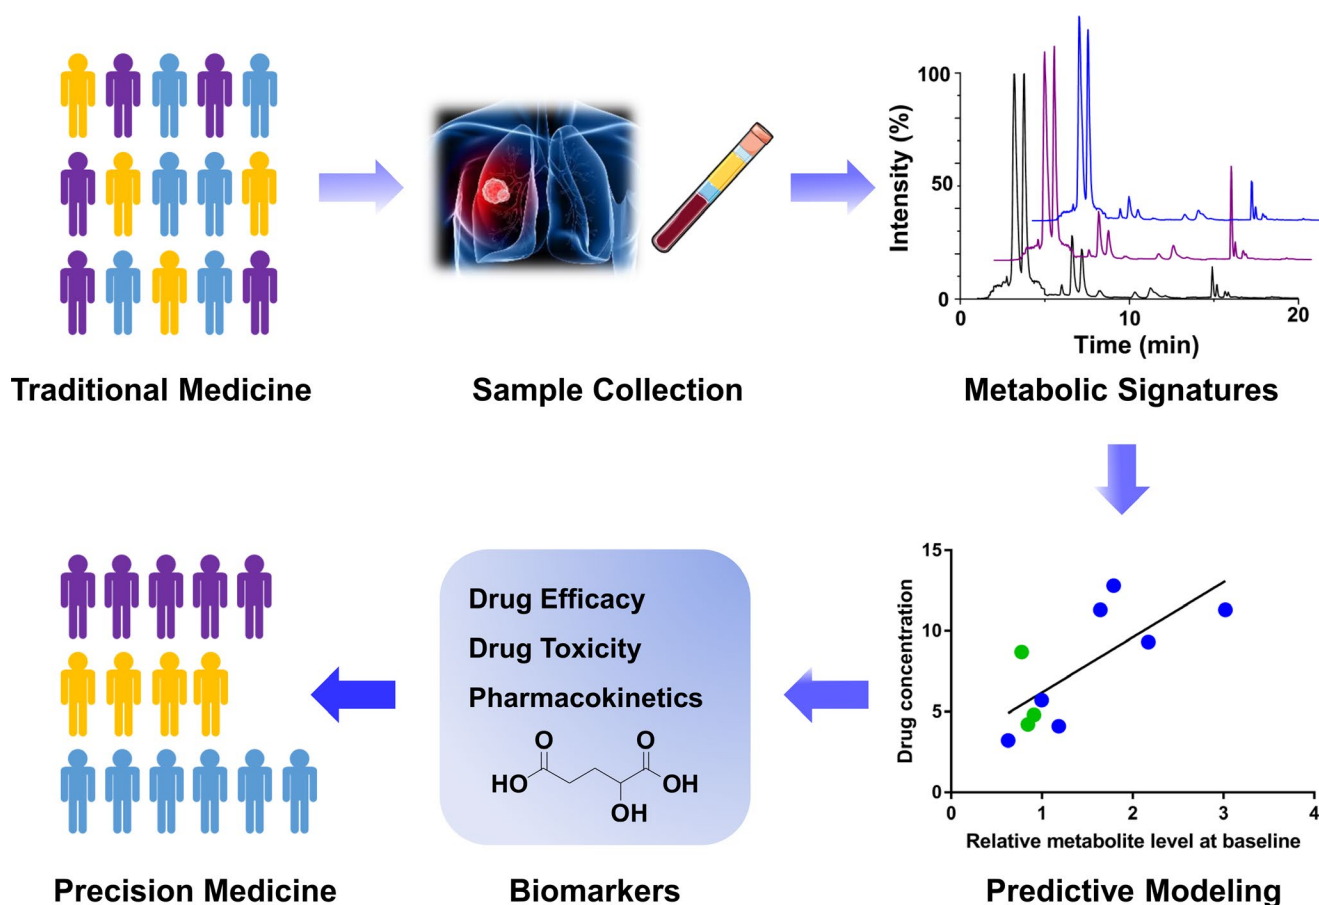 Traditional Medicine
Sample Collection
Intensity (%)
100
50
0
0
10
20
Time (min)
Metabolic Signatures
Drug concentration
15
10
5
0
0
1
2
3
4
Relative metabolite level at baseline
Predictive Modeling
Drug Efficacy
Drug Toxicity
Pharmacokinetics
O
O
HO
OH
OH
Biomarkers
Precision Medicine